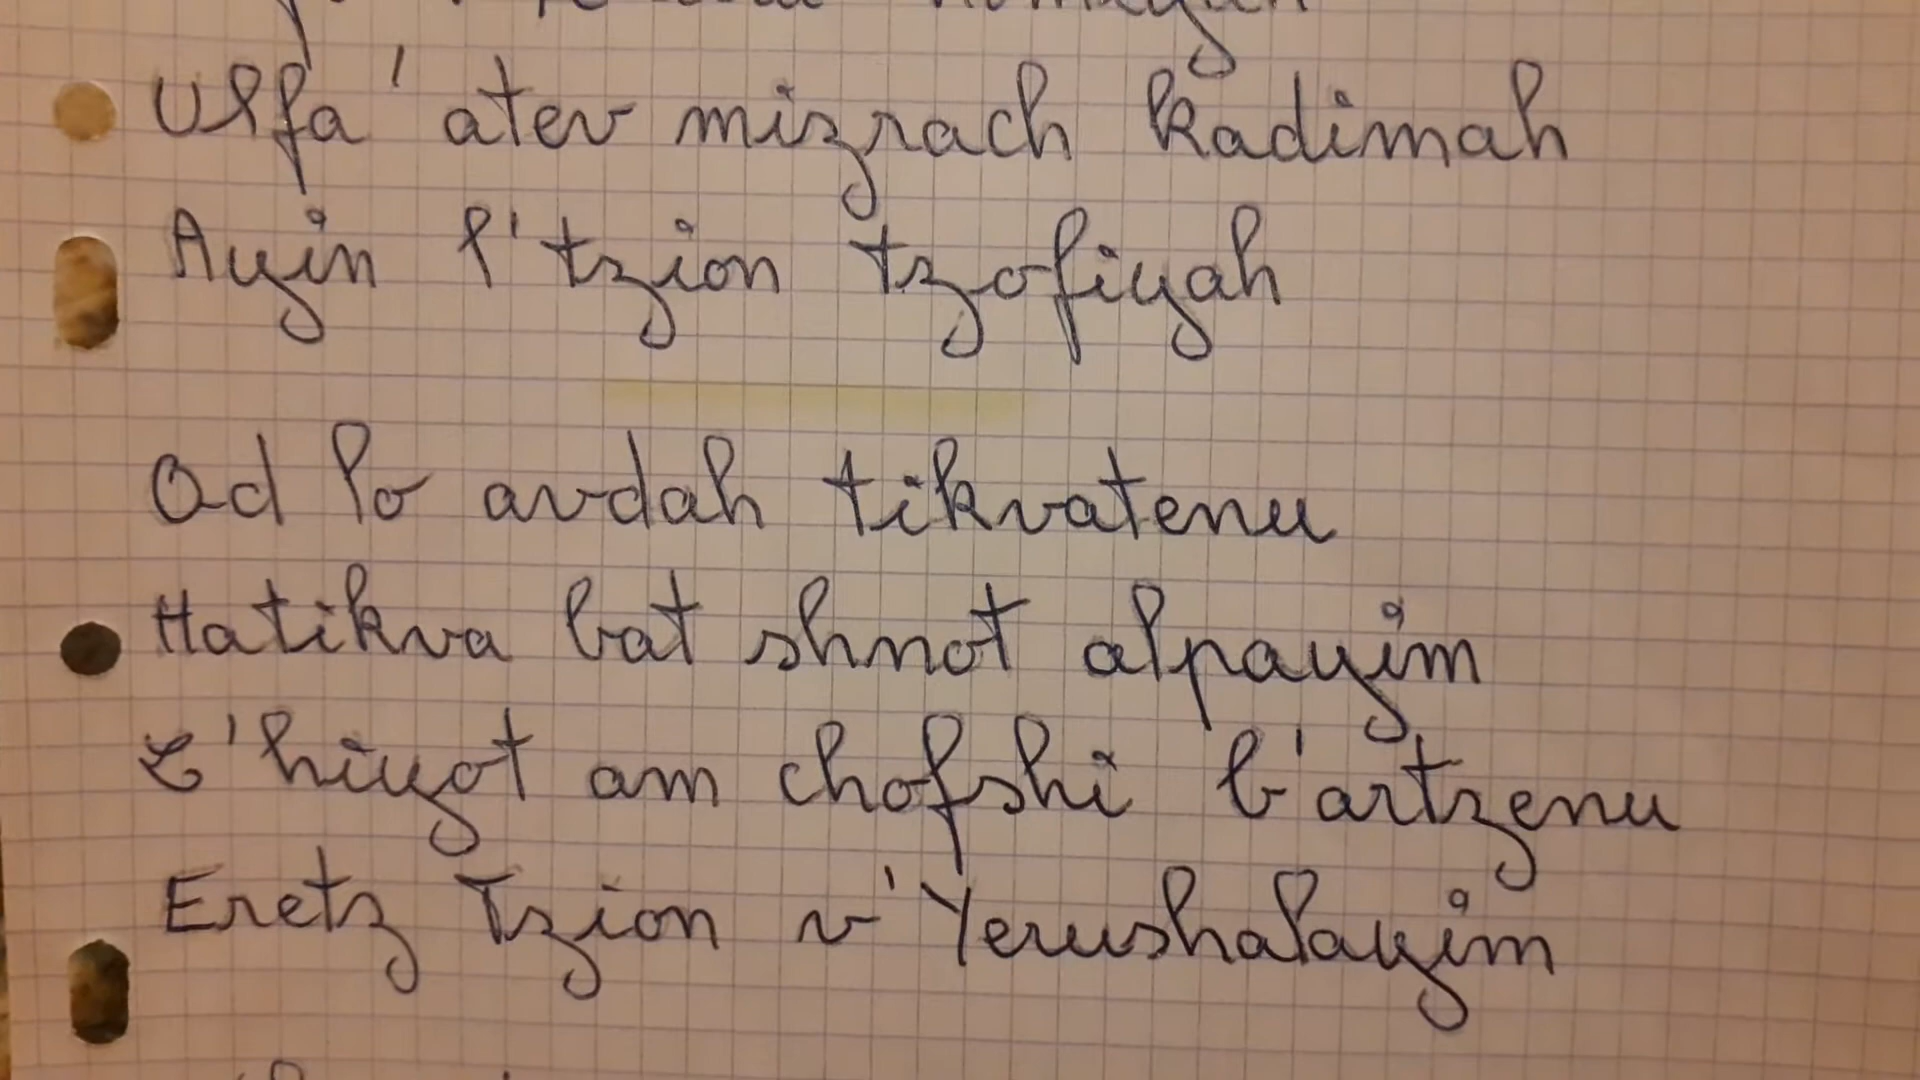 Ulfa'atev mizrach kadimah
Ayin l'tzion tzofiyah
Od lo avdah tikvatenu
Hatikva bat shnot alpayim
L'hiyot am chofshi b'artzenu
Eretz Tzion v'Yerushalayim